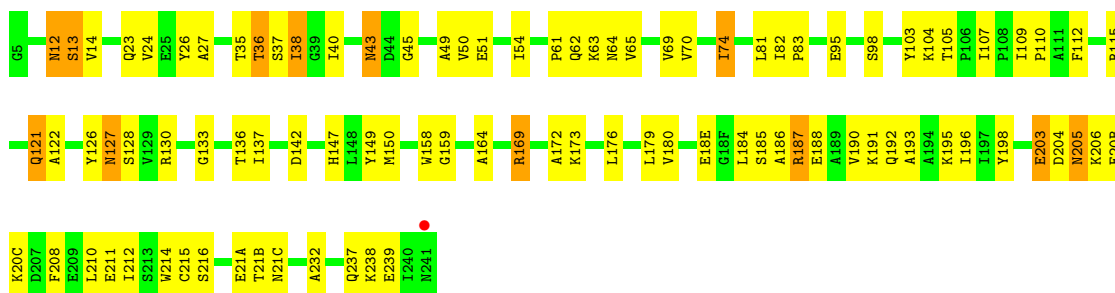 G5 N12 S13 V14 Q23 V24 E25 Y26 A27 T35 T36 S37 I38 G39 I40 N43 D44 G45 A49 V50 E51 I54 P61 Q62 K63 N64 V65 V69 V70 I74 L81 I82 P83 E95 S98 Y103 K104 T105 P106 I107 P108 I109 P110 A111 F112
Q121 A122 Y126 N127 S128 V129 R130 G133 T136 I137 D142 H147 L148 Y149 M150 W158 G159 A164 R169 A172 K173 L176 L179 V180 E18E G18F L184 S185 A186 R187 E188 A189 V190 K191 Q192 A193 A194 K195 I196 I197 Y198 E203 D204 N205 K206
K20C D207 F208 E209 L210 E211 I212 S213 W214 C215 S216 E21A T21B N21C A232 Q237 K238 E239 I240 N241